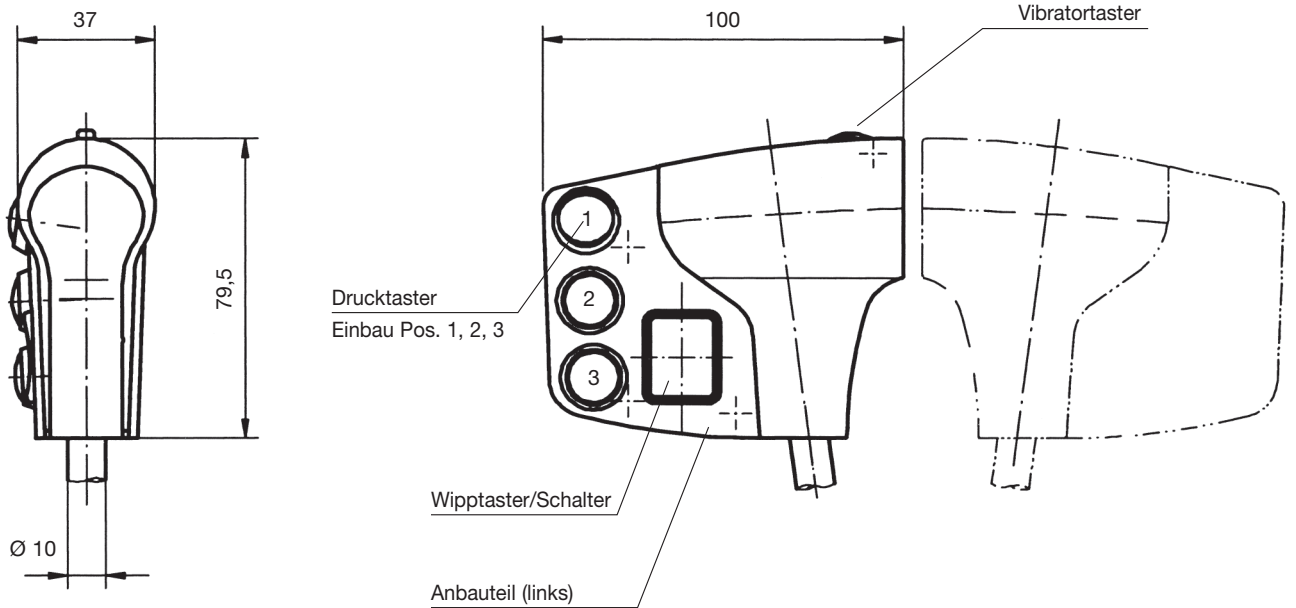 37
100
Vibratortaster
79,5
1
2
3
Drucktaster
Einbau Pos. 1, 2, 3
Wipptaster/Schalter
Ø 10
Anbauteil (links)